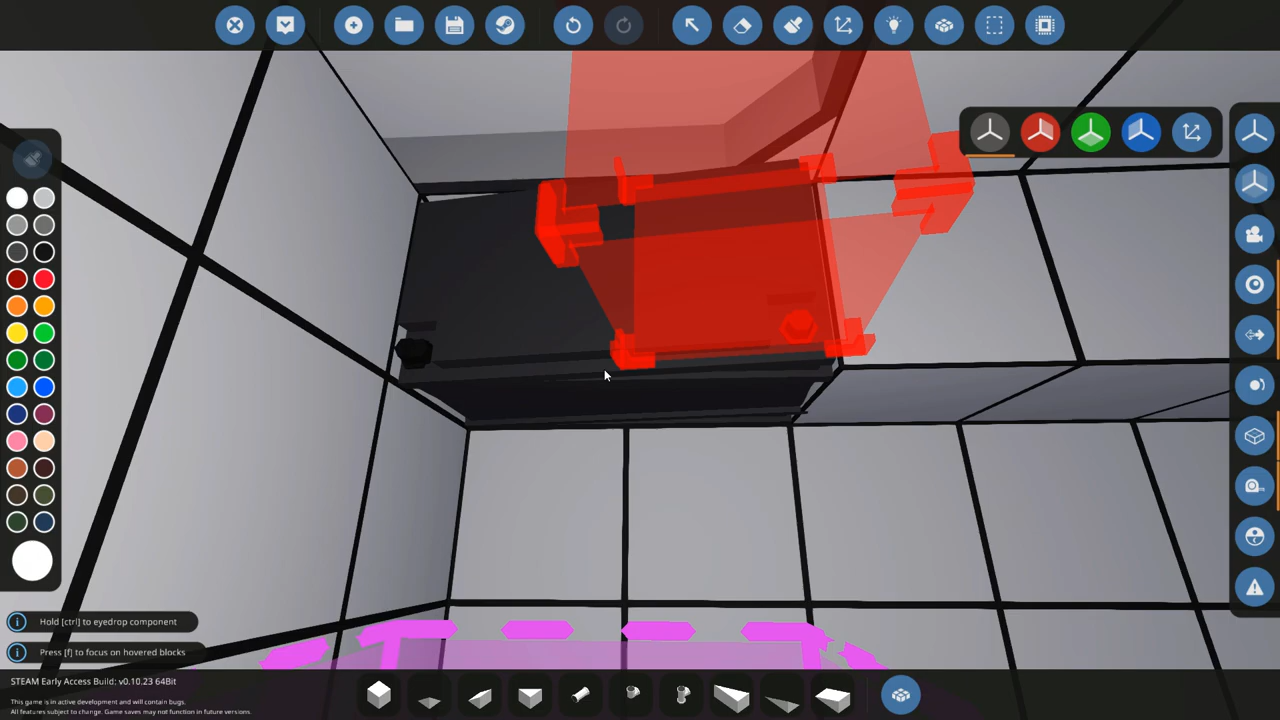 Hold [ctrl] to eyedrop component
Press [f] to focus on hovered blocks
STEAM Early Access Build: v0.10.23 64Bit
This game is in active development and will contain bugs.
All features subject to change. Game saves may not function in future versions.